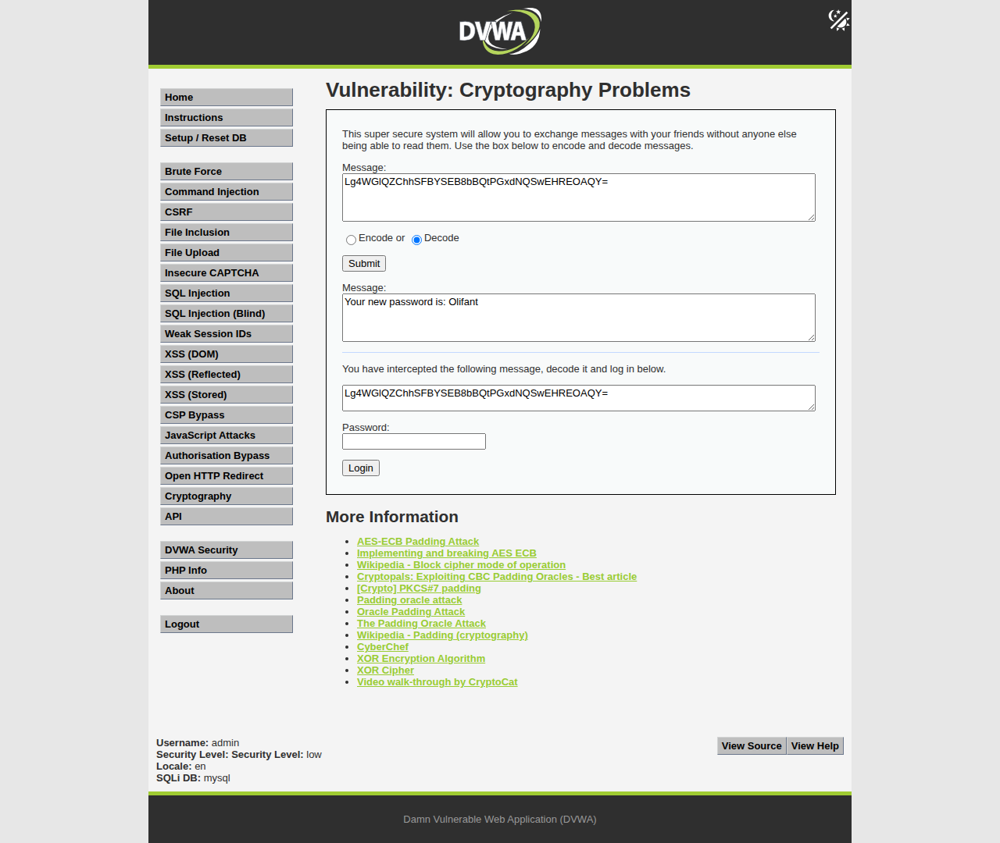 DVWA
Vulnerability: Cryptography Problems
Home
Instructions
Setup / Reset DB
Brute Force
Command Injection
CSRF
File Inclusion
File Upload
Insecure CAPTCHA
SQL Injection
SQL Injection (Blind)
Weak Session IDs
XSS (DOM)
XSS (Reflected)
XSS (Stored)
CSP Bypass
JavaScript Attacks
Authorisation Bypass
Open HTTP Redirect
Cryptography
API
DVWA Security
PHP Info
About
Logout
This super secure system will allow you to exchange messages with your friends without anyone else
being able to read them. Use the box below to encode and decode messages.
Message:
Lg4WGlQZChhSFBYSEB8bBQtPGxdNQSwEHREOAQY=
Encode or Decode
Submit
Message:
Your new password is: Olifant
You have intercepted the following message, decode it and log in below.
Lg4WGlQZChhSFBYSEB8bBQtPGxdNQSwEHREOAQY=
Password:
Login
More Information
AES-ECB Padding Attack
Implementing and breaking AES ECB
Wikipedia - Block cipher mode of operation
Cryptopals: Exploiting CBC Padding Oracles - Best article
[Crypto] PKCS#7 padding
Padding oracle attack
Oracle Padding Attack
The Padding Oracle Attack
Wikipedia - Padding (cryptography)
CyberChef
XOR Encryption Algorithm
XOR Cipher
Video walk-through by CryptoCat
Username: admin
Security Level: Security Level: low
Locale: en
SQLi DB: mysql
View Source View Help
Damn Vulnerable Web Application (DVWA)